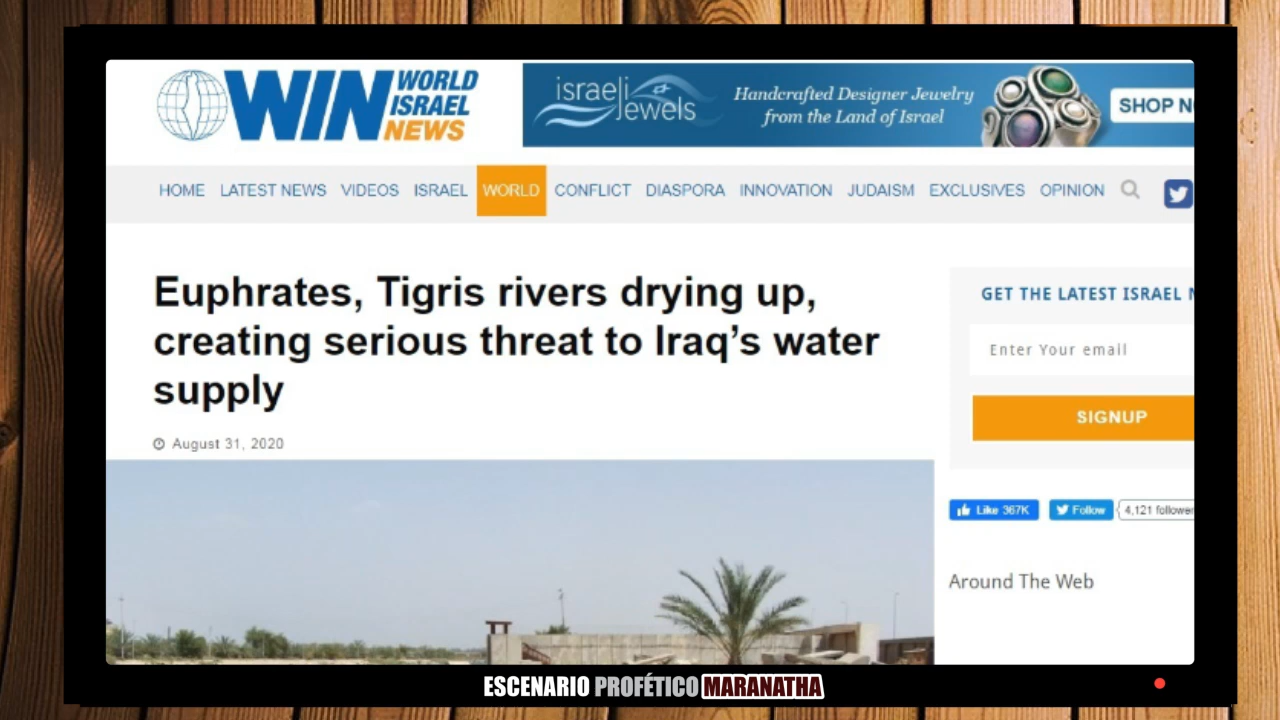 WIN WORLD
ISRAEL
NEWS
israeli
Jewels
Handcrafted Designer Jewelry
from the Land of Israel
SHOP
HOME LATEST NEWS VIDEOS ISRAEL WORLD CONFLICT DIASPORA INNOVATION JUDAISM EXCLUSIVES OPINION
Euphrates, Tigris rivers drying up,
creating serious threat to Iraq’s water
supply
August 31, 2020
GET THE LATEST ISRAEL
Enter Your email
SIGNUP
Like 367K Follow 4,121 follower
Around The Web
ESCENARIO PROFÉTICO MARANATHA